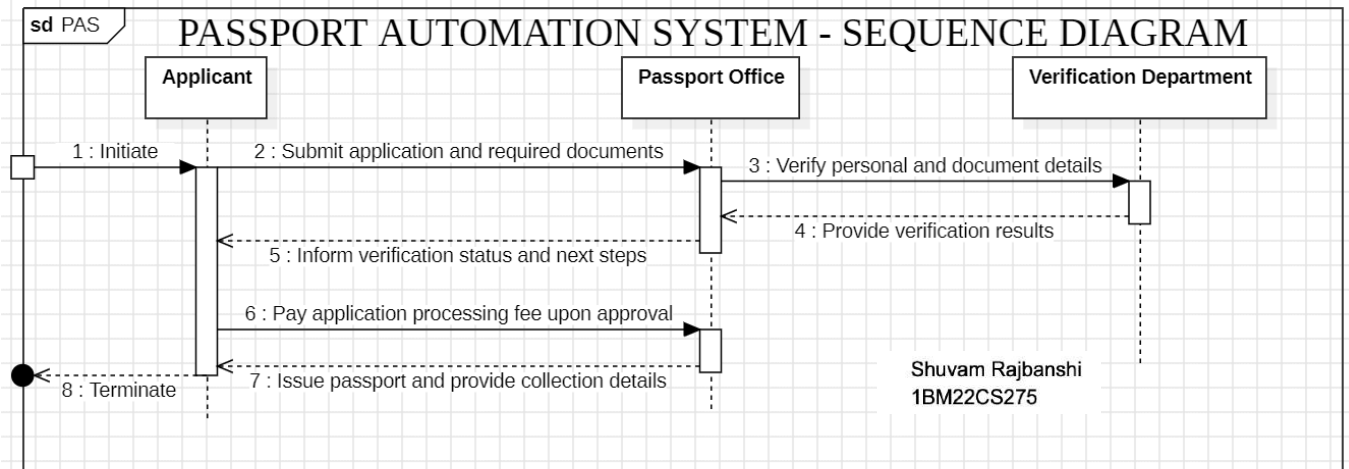 sd PAS
PASSPORT AUTOMATION SYSTEM - SEQUENCE DIAGRAM
Applicant
Passport Office
Verification Department
1 : Initiate
2 : Submit application and required documents
3 : Verify personal and document details
4 : Provide verification results
5 : Inform verification status and next steps
6 : Pay application processing fee upon approval
7 : Issue passport and provide collection details
8 : Terminate
Shuvam Rajbanshi
1BM22CS275